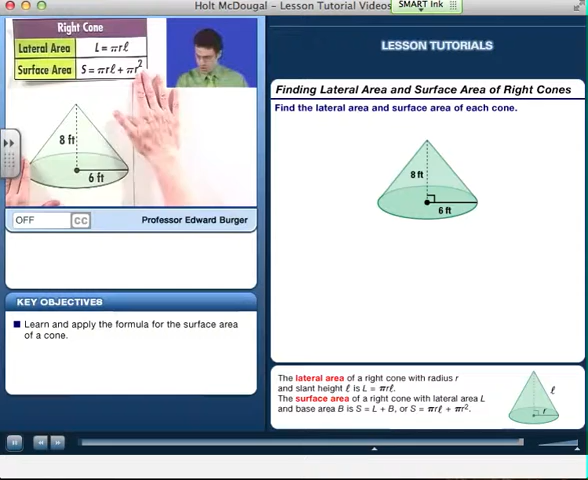 Holt McDougal - Lesson Tutorial Videos
SMART Ink
Right Cone
Lateral Area L = πrℓ
Surface Area S = πrℓ + πr²
8 ft
6 ft
OFF CC
Professor Edward Burger
KEY OBJECTIVES
Learn and apply the formula for the surface area
of a cone.
LESSON TUTORIALS
Finding Lateral Area and Surface Area of Right Cones
Find the lateral area and surface area of each cone.
8 ft
6 ft
The lateral area of a right cone with radius r
and slant height ℓ is L = πrℓ.
The surface area of a right cone with lateral area L
and base area B is S = L + B, or S = πrℓ + πr².
ℓ
r